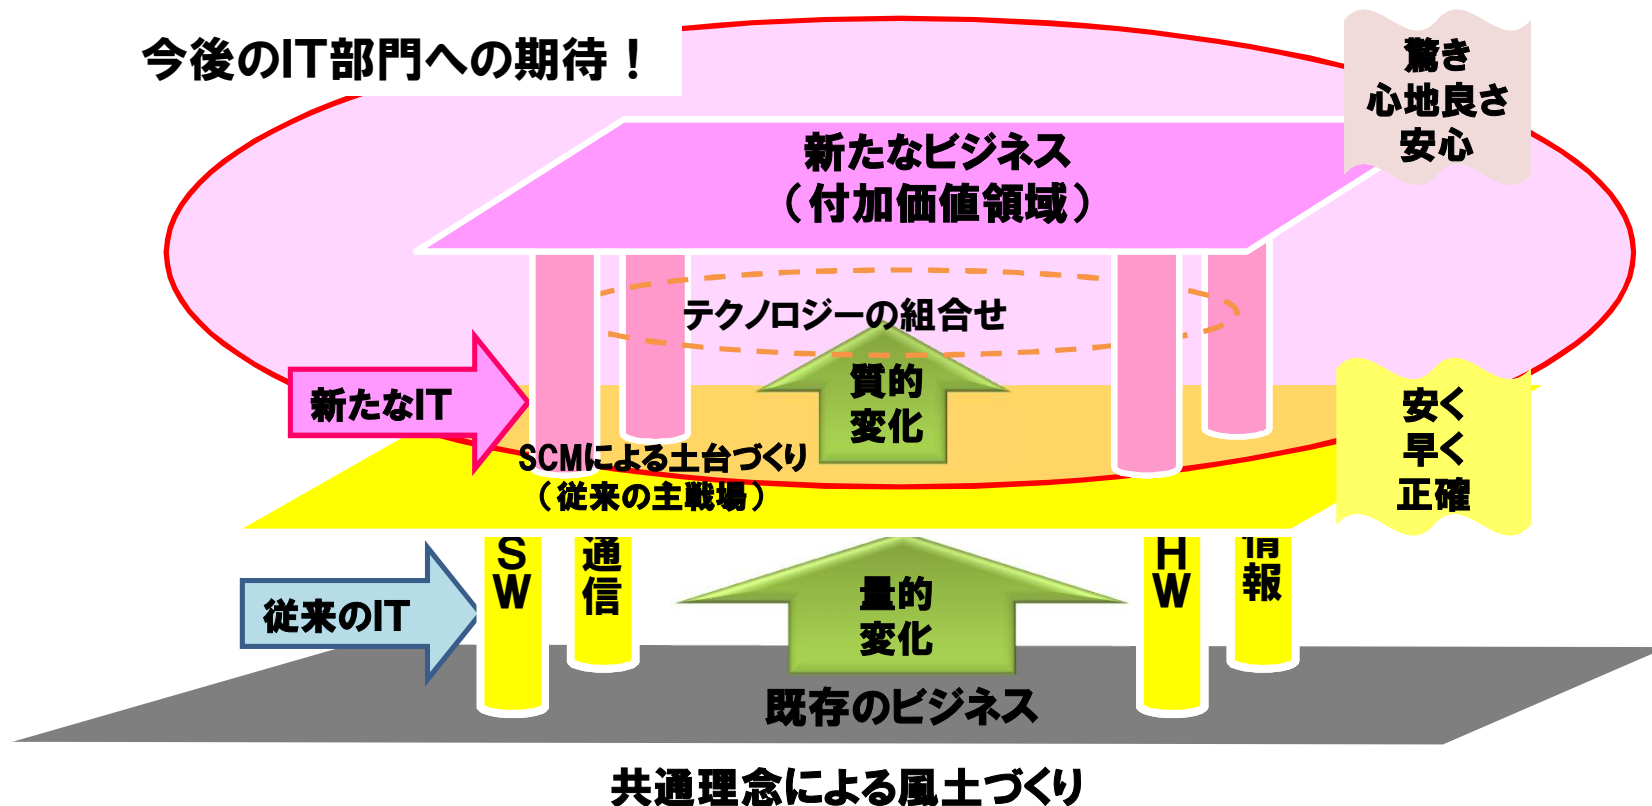 今後のIT部門への期待！
驚き
心地良さ
安心
新たなビジネス
（付加価値領域）
テクノロジーの組合せ
質的
変化
新たなIT
安く
早く
正確
SCMによる土台づくり
（従来の主戦場）
SW
通信
HW
情報
従来のIT
量的
変化
既存のビジネス
共通理念による風土づくり